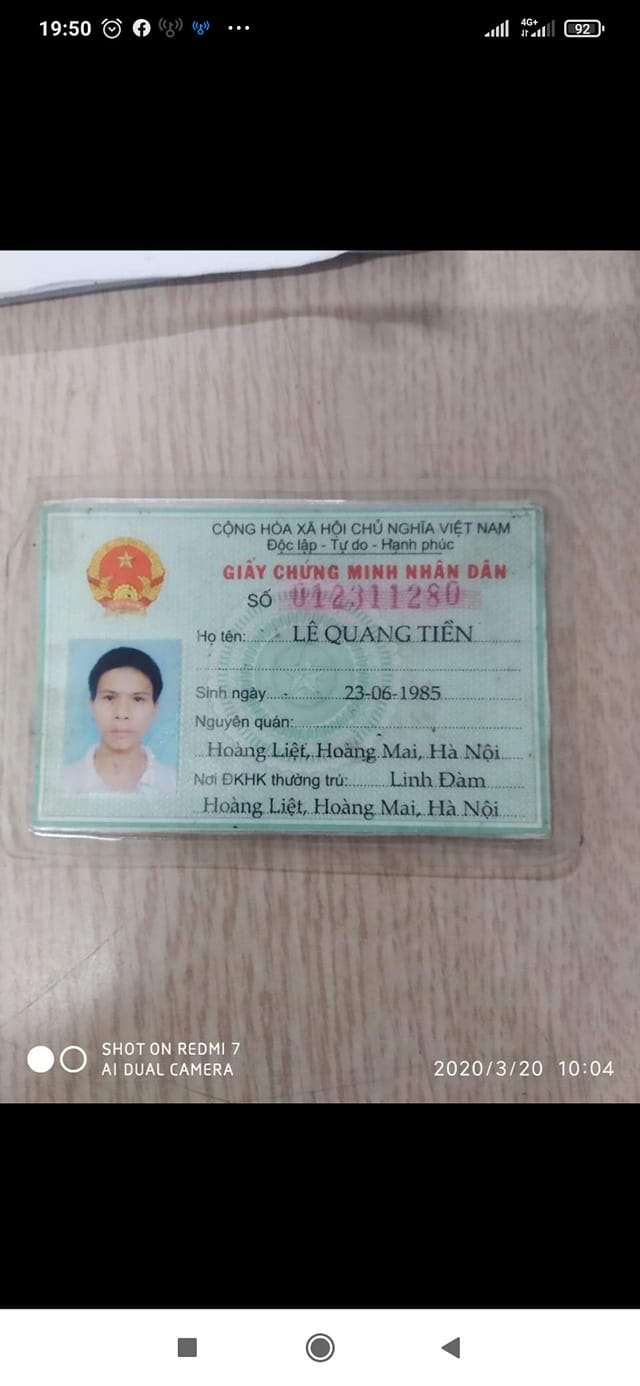 19:50
4G+
92
CỘNG HÒA XÃ HỘI CHỦ NGHĨA VIỆT NAM
Độc lập - Tự do - Hạnh phúc
GIẤY CHỨNG MINH NHÂN DÂN
SỐ 012311280
Họ tên: LÊ QUANG TIỀN
Sinh ngày 23-06-1985
Nguyên quán:
Hoàng Liệt, Hoàng Mai, Hà Nội
Nơi ĐKHK thường trú: Linh Đàm
Hoàng Liệt, Hoàng Mai, Hà Nội
SHOT ON REDMI 7
AI DUAL CAMERA
2020/3/20 10:04